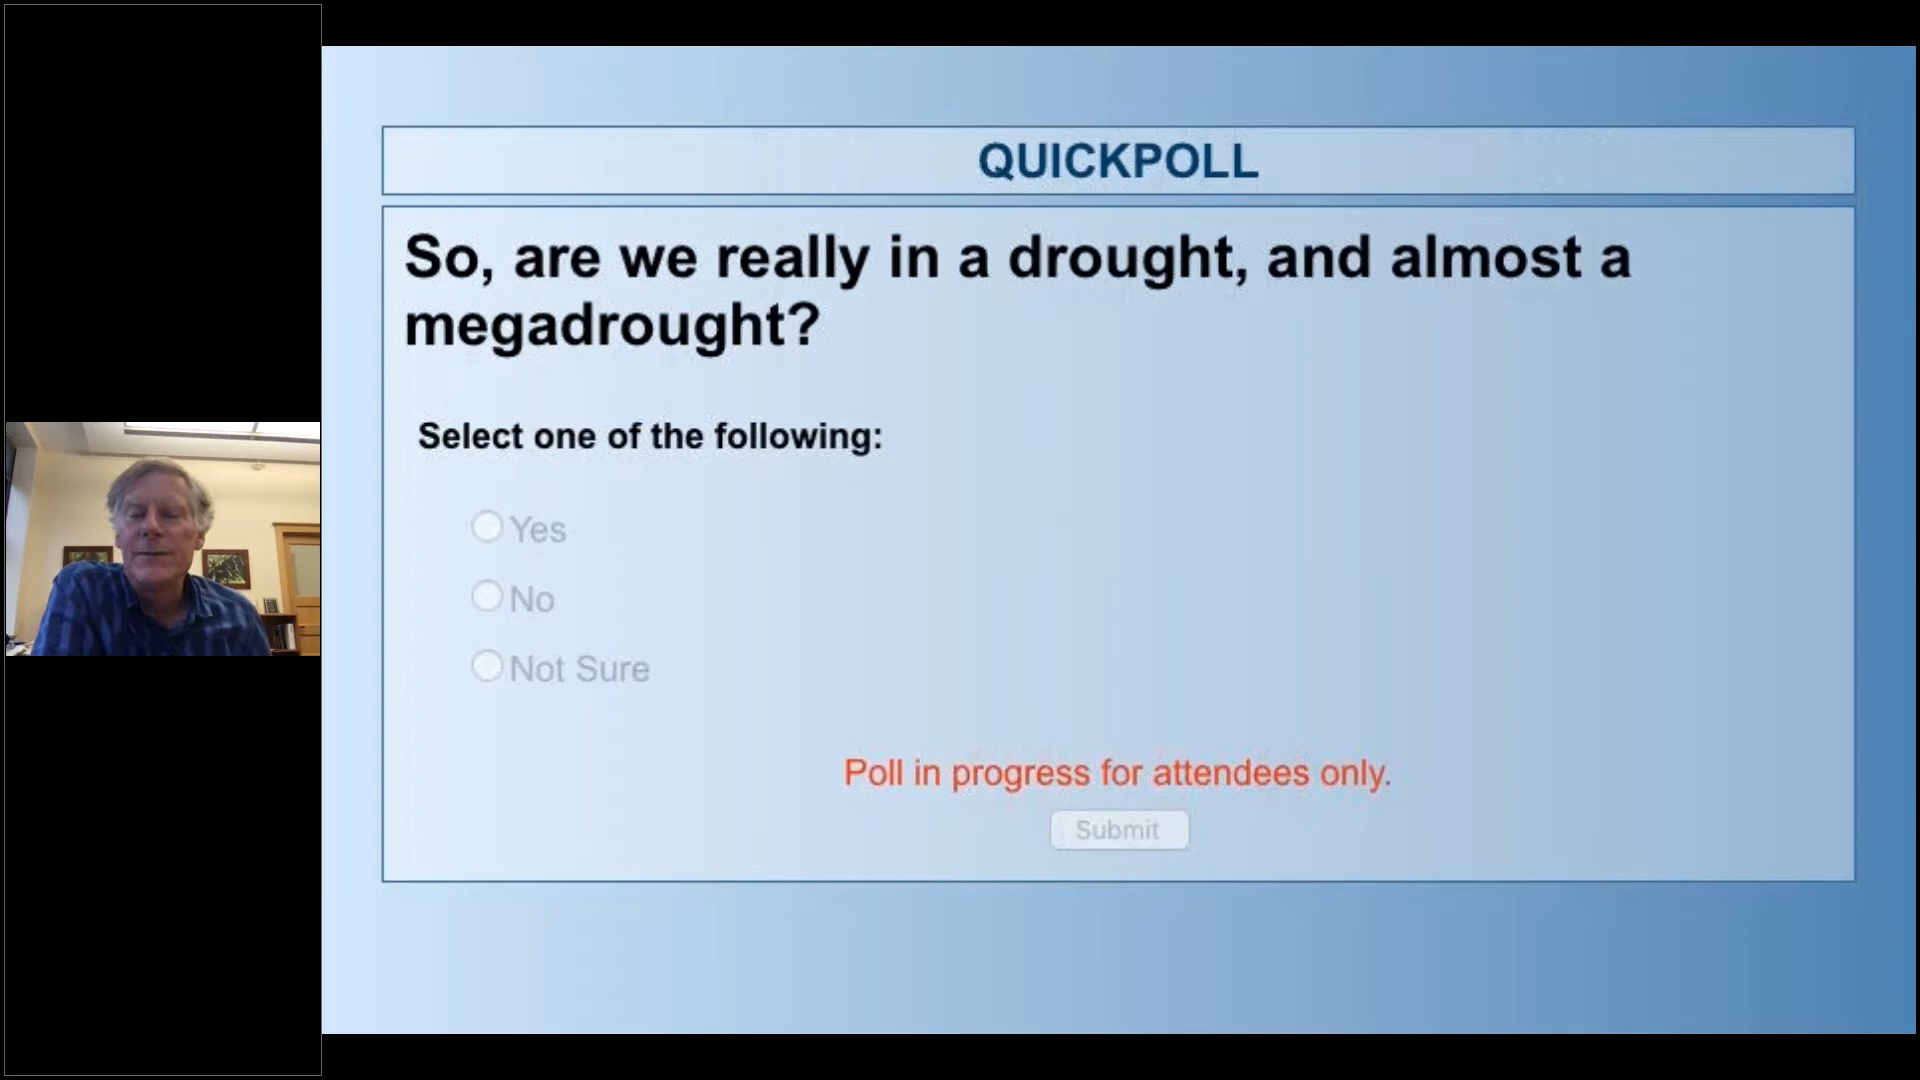 QUICKPOLL
So, are we really in a drought, and almost a
megadrought?
Select one of the following:
Yes
No
Not Sure
Poll in progress for attendees only.
Submit